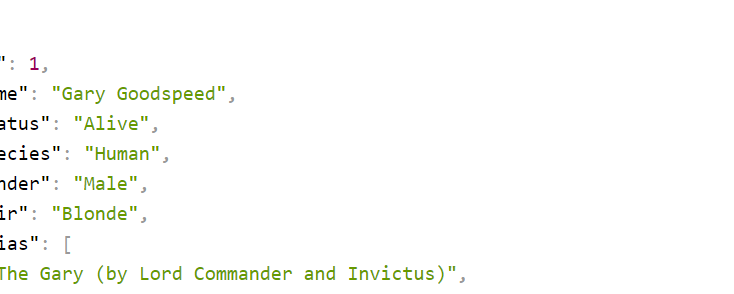 ": 1,
me": "Gary Goodspeed",
atus": "Alive",
ecies": "Human",
nder": "Male",
ir": "Blonde",
ias": [
The Gary (by Lord Commander and Invictus)",